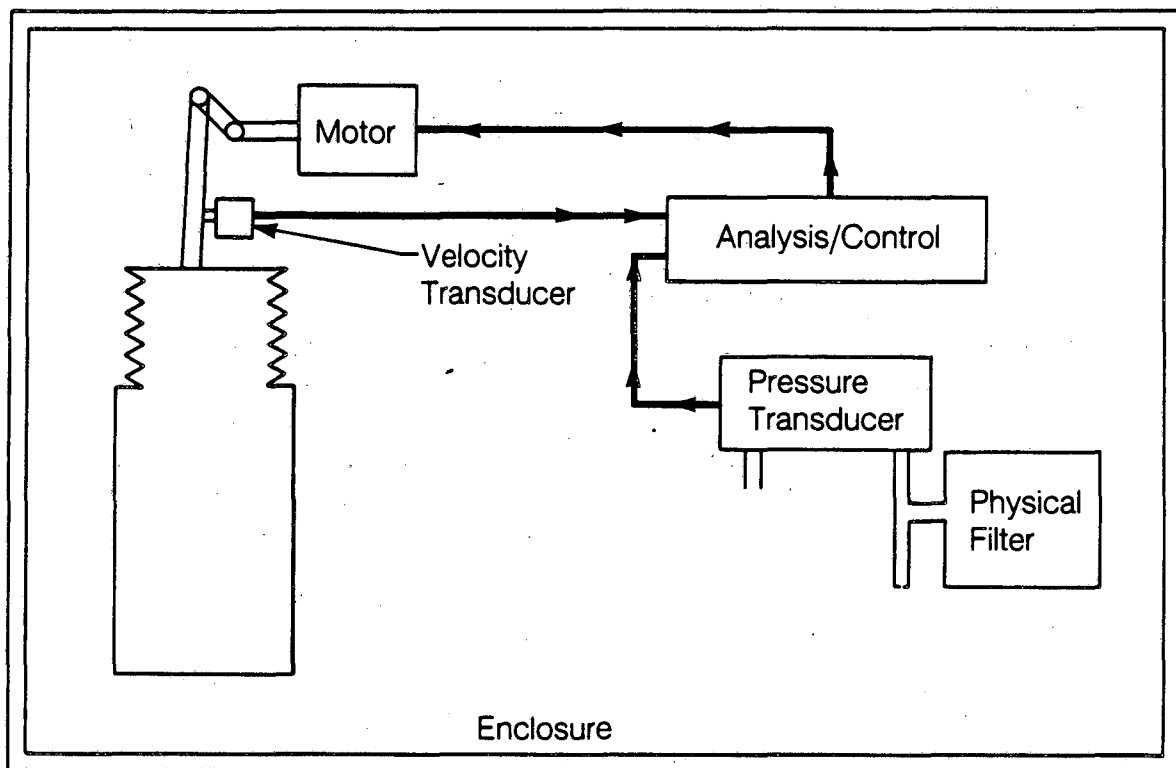 Motor
Analysis/Control
Velocity
Transducer
Pressure
Transducer
Physical
Filter
Enclosure